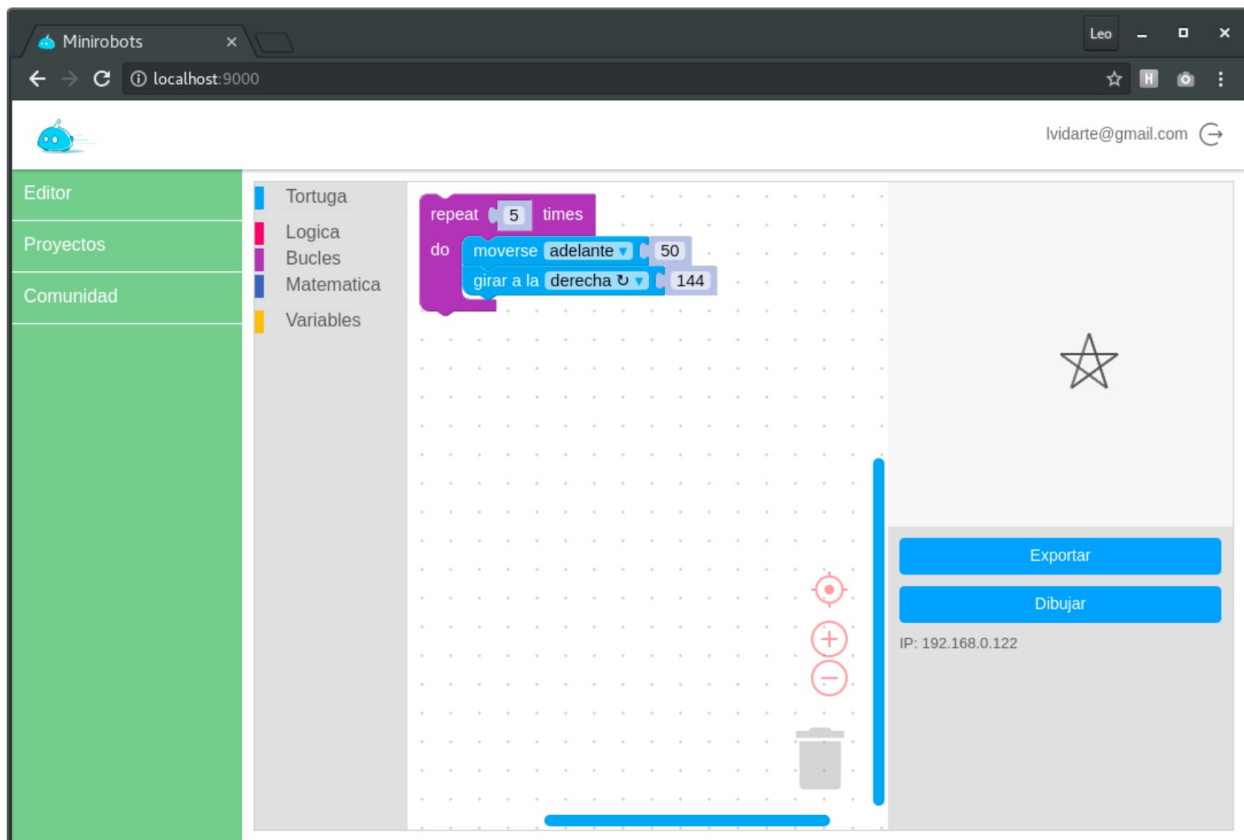 Minirobots
Leo
localhost:9000
H
lvidarte@gmail.com
Editor
Proyectos
Comunidad
Tortuga
Logica
Bucles
Matematica
Variables
repeat 5 times
do moverse adelante ▾ 50
girar a la derecha ↻ ▾ 144
Exportar
Dibujar
IP: 192.168.0.122